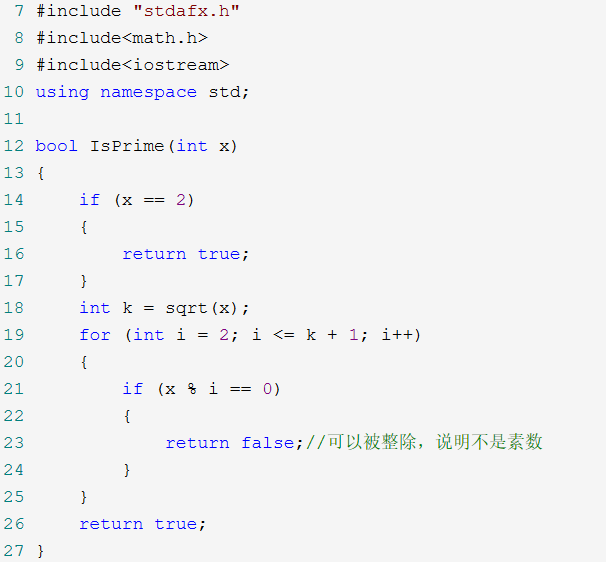 7 #include "stdafx.h"
8 #include<math.h>
9 #include<iostream>
10 using namespace std;
11
12 bool IsPrime(int x)
13 {
14     if (x == 2)
15     {
16         return true;
17     }
18     int k = sqrt(x);
19     for (int i = 2; i <= k + 1; i++)
20     {
21         if (x % i == 0)
22         {
23             return false;//可以被整除，说明不是素数
24         }
25     }
26     return true;
27 }